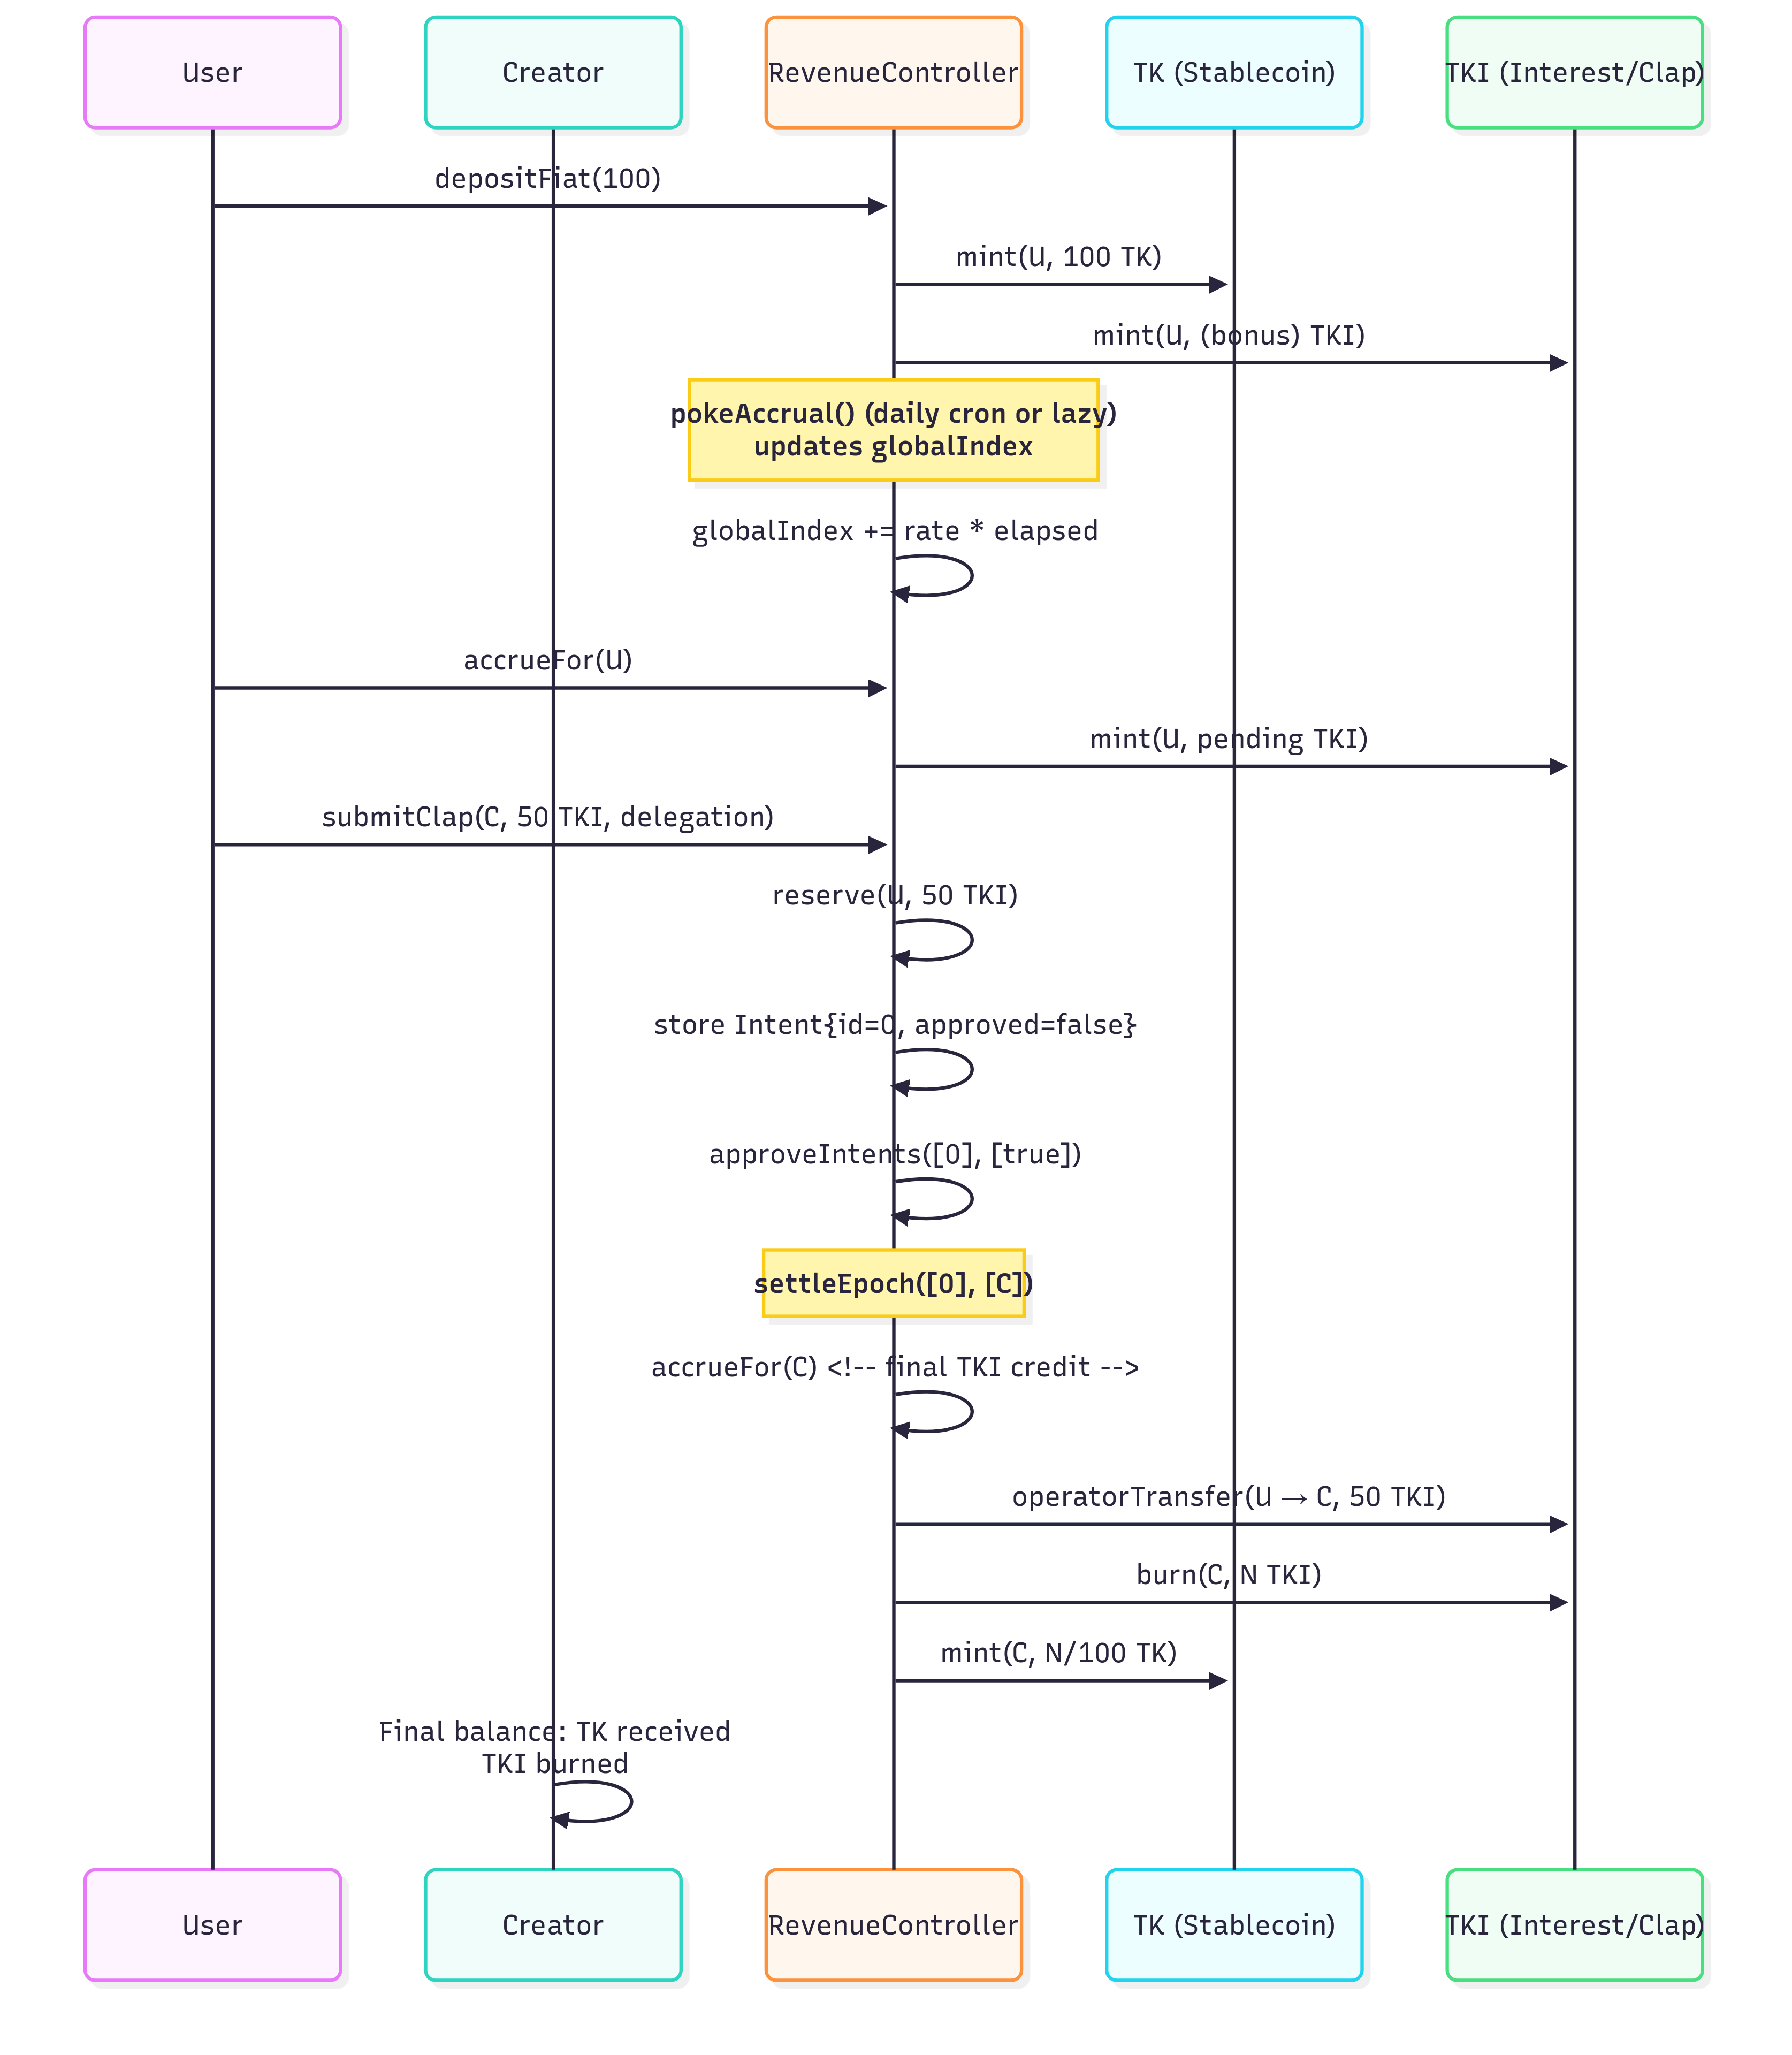 User
Creator
RevenueController
TK (Stablecoin)
TKI (Interest/Clap)
depositFiat(100)
mint(U, 100 TK)
mint(U, (bonus) TKI)
pokeAccrual() (daily cron or lazy)
updates globalIndex
globalIndex += rate * elapsed
accrueFor(U)
mint(U, pending TKI)
submitClap(C, 50 TKI, delegation)
reserve(U, 50 TKI)
store Intent{id=0, approved=false}
approveIntents([0], [true])
settleEpoch([0], [C])
accrueFor(C) <!-- final TKI credit -->
operatorTransfer(U → C, 50 TKI)
burn(C, N TKI)
mint(C, N/100 TK)
Final balance: TK received
TKI burned
User
Creator
RevenueController
TK (Stablecoin)
TKI (Interest/Clap)